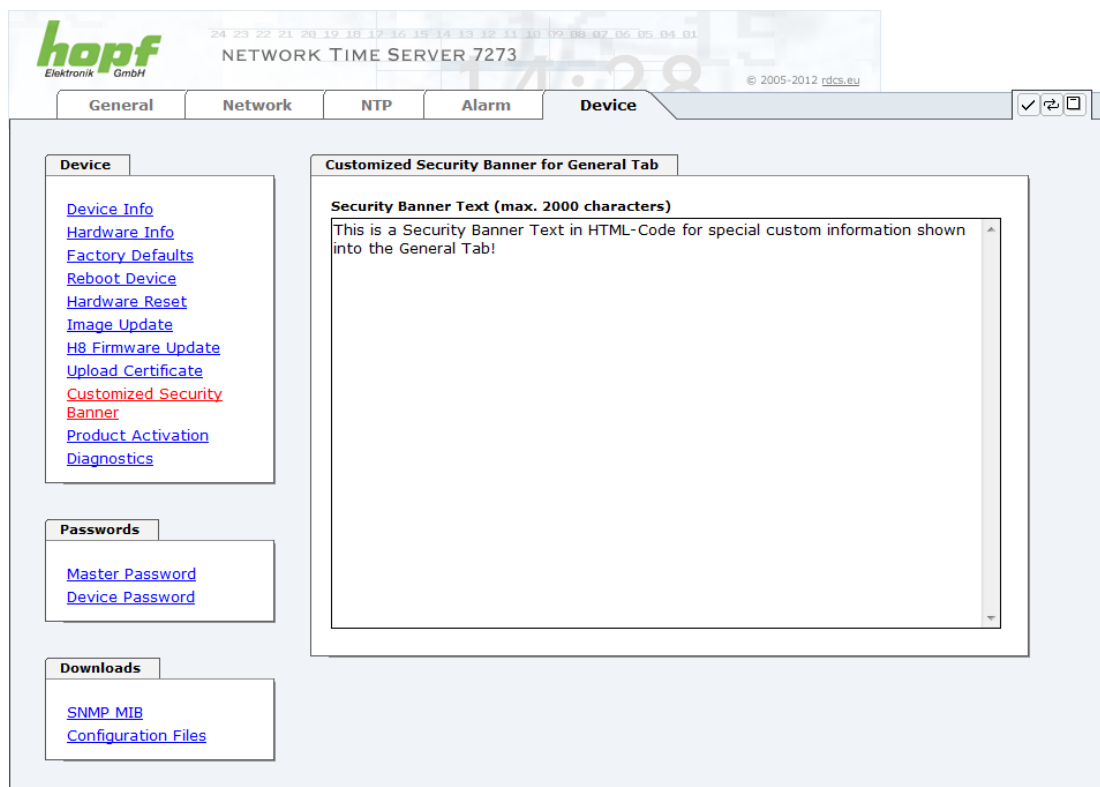 hopf
Elektronik GmbH
24 23 22 21 20 19 18 17 16 15 14 13 12 11 10 09 08 07 06 05 04 01
NETWORK TIME SERVER 7273
14:28
© 2005-2012 rdcs.eu
General Network NTP Alarm Device
Device
Device Info
Hardware Info
Factory Defaults
Reboot Device
Hardware Reset
Image Update
H8 Firmware Update
Upload Certificate
Customized Security
Banner
Product Activation
Diagnostics
Passwords
Master Password
Device Password
Downloads
SNMP MIB
Configuration Files
Customized Security Banner for General Tab
Security Banner Text (max. 2000 characters)
This is a Security Banner Text in HTML-Code for special custom information shown
into the General Tab!